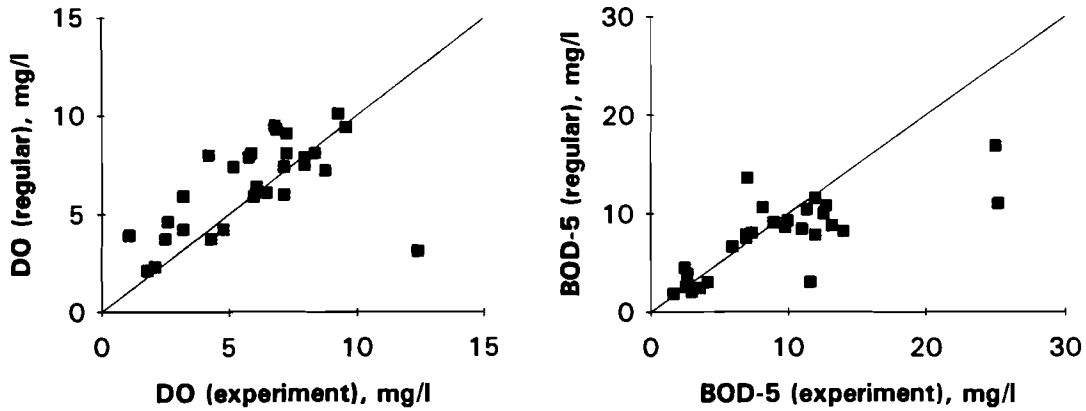 DO (regular), mg/l
15
10
5
0
0 5 10 15
DO (experiment), mg/l
BOD-5 (regular), mg/l
30
20
10
0
0 10 20 30
BOD-5 (experiment), mg/l